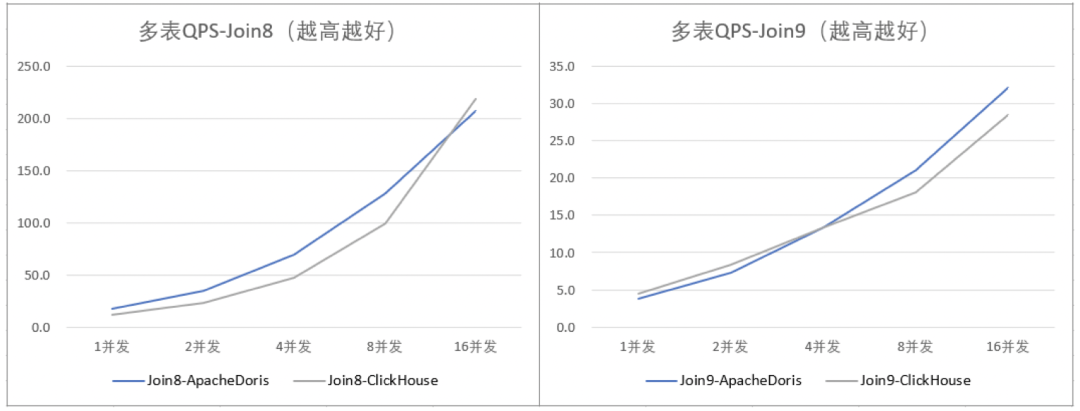 多表QPS-Join8（越高越好）
250.0
200.0
150.0
100.0
50.0
0.0
1并发 2并发 4并发 8并发 16并发
Join8-ApacheDoris Join8-ClickHouse
多表QPS-Join9（越高越好）
35.0
30.0
25.0
20.0
15.0
10.0
5.0
0.0
1并发 2并发 4并发 8并发 16并发
Join9-ApacheDoris Join9-ClickHouse